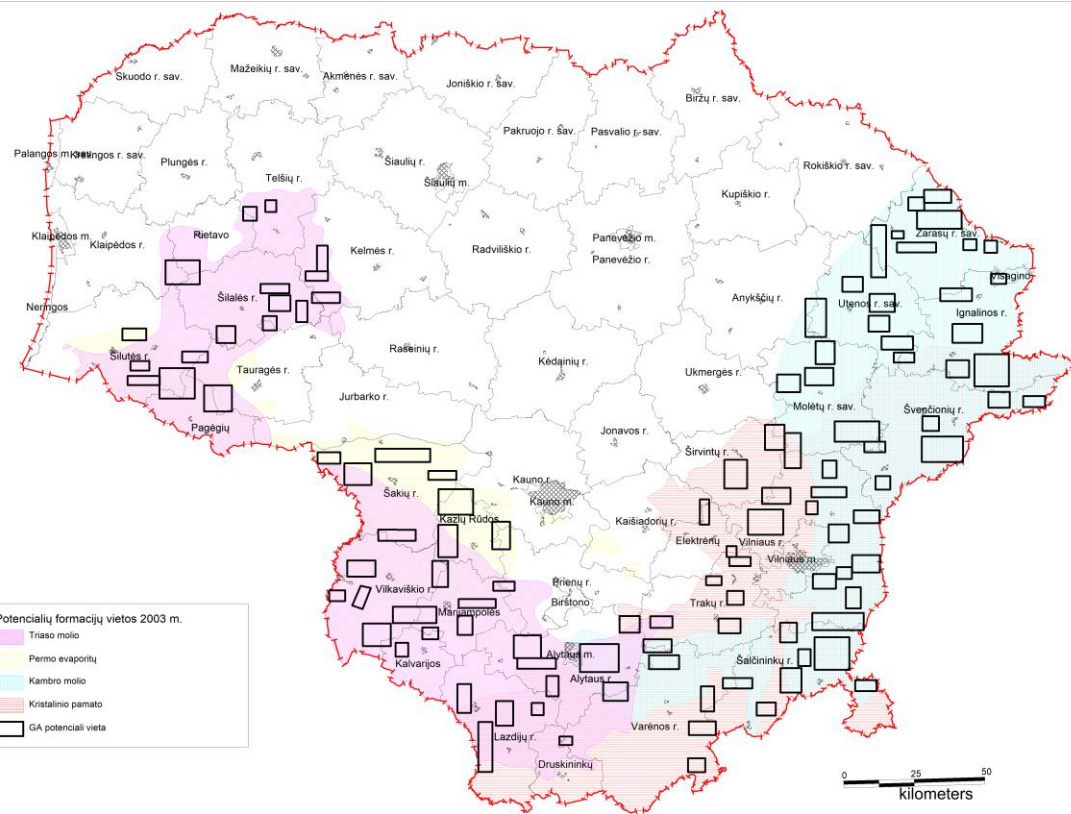 Skuodo r. sav.
Mažeikių r. sav.
Akmenės r. sav.
Joniškio r. sav.
Biržų r. sav.
Pakruojo r. sav.
Pasvalio r. sav.
Palangos m. sav.
Kretingos r. sav.
Plungės r.
Šiaulių r.
Rokiškio r. sav.
Telšių r.
Šiaulių m.
Kupiškio r.
Klaipėdos m.
Klaipėdos r.
Rietavo
Kelmės r.
Radviliškio r.
Panevėžio m.
Panevėžio r.
Zarasų r. sav.
Visagino
Neringos
Šilalės r.
Anykščių r.
Utenos r. sav.
Ignalinos r.
Šilutės r.
Tauragės r.
Raseinių r.
Kėdainių r.
Ukmergės r.
Jurbarko r.
Molėtų r. sav.
Švenčionių r.
Pagėgių
Jonavos r.
Širvintų r.
Šakių r.
Kauno r.
Kauno m.
Kazlų Rūdos
Kaišiadorių r.
Elektrėnų
Vilniaus r.
Vilniaus m.
Vilkaviškio r.
Prienų r.
Birštono
Marijampolės
Trakų r.
Kalvarijos
Alytaus m.
Alytaus r.
Šalčininkų r.
Lazdijų r.
Varėnos r.
Druskininkų
Potencialių formacijų vietos 2003 m.
Triaso molio
Permo evaporitų
Kambro molio
Kristalinio pamato
GA potenciali vieta
0 25 50
kilometers